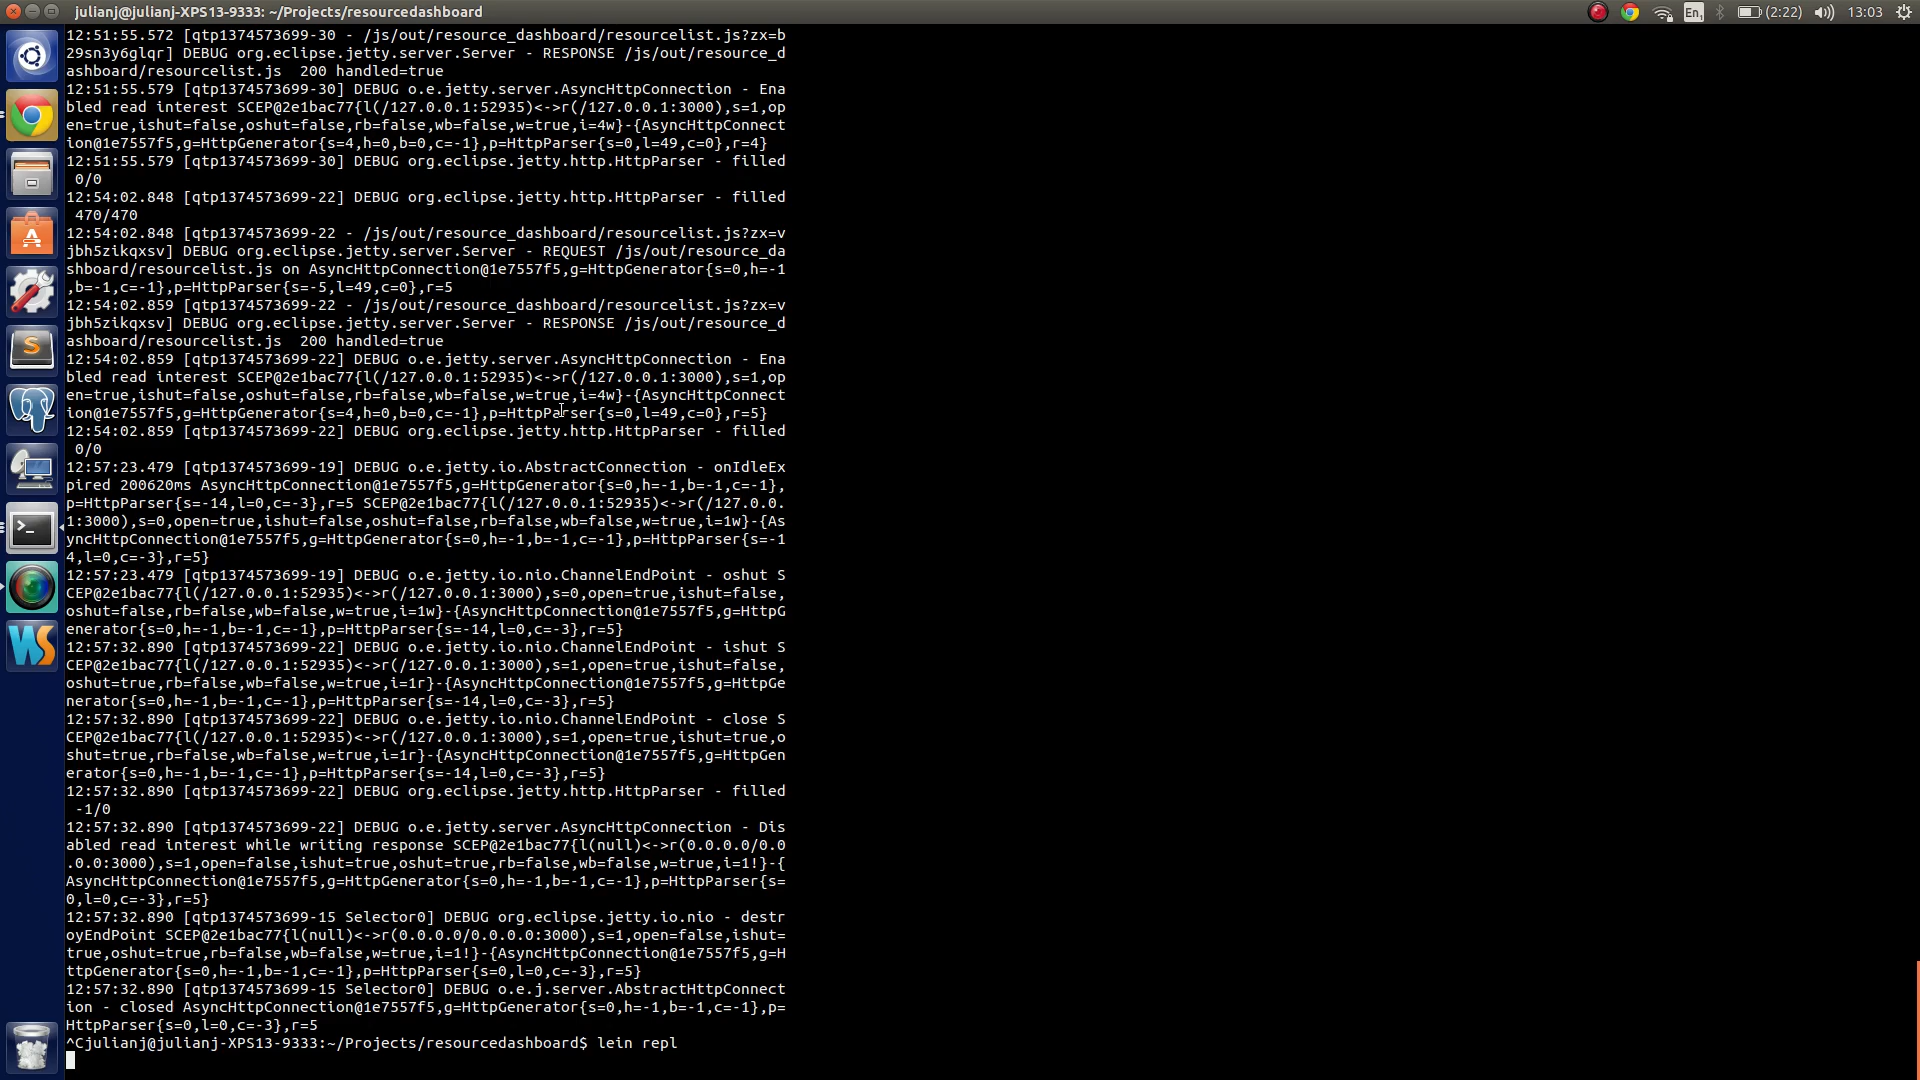 julianj@julianj-XPS13-9333: ~/Projects/resourcedashboard
En1
(2:22)
13:03
12:51:55.572 [qtp1374573699-30 - /js/out/resource_dashboard/resourcelist.js?zx=b
29sn3y6glqr] DEBUG org.eclipse.jetty.server.Server - RESPONSE /js/out/resource_d
ashboard/resourcelist.js  200 handled=true
12:51:55.579 [qtp1374573699-30] DEBUG o.e.jetty.server.AsyncHttpConnection - Ena
bled read interest SCEP@2e1bac77{l(/127.0.0.1:52935)<->r(/127.0.0.1:3000),s=1,op
en=true,ishut=false,oshut=false,rb=false,wb=false,w=true,i=4w}-{AsyncHttpConnect
ion@1e7557f5,g=HttpGenerator{s=4,h=0,b=0,c=-1},p=HttpParser{s=0,l=49,c=0},r=4}
12:51:55.579 [qtp1374573699-30] DEBUG org.eclipse.jetty.http.HttpParser - filled
 0/0
12:54:02.848 [qtp1374573699-22] DEBUG org.eclipse.jetty.http.HttpParser - filled
 470/470
12:54:02.848 [qtp1374573699-22 - /js/out/resource_dashboard/resourcelist.js?zx=v
jbh5zikqxsv] DEBUG org.eclipse.jetty.server.Server - REQUEST /js/out/resource_da
shboard/resourcelist.js on AsyncHttpConnection@1e7557f5,g=HttpGenerator{s=0,h=-1
,b=-1,c=-1},p=HttpParser{s=-5,l=49,c=0},r=5
12:54:02.859 [qtp1374573699-22 - /js/out/resource_dashboard/resourcelist.js?zx=v
jbh5zikqxsv] DEBUG org.eclipse.jetty.server.Server - RESPONSE /js/out/resource_d
ashboard/resourcelist.js  200 handled=true
12:54:02.859 [qtp1374573699-22] DEBUG o.e.jetty.server.AsyncHttpConnection - Ena
bled read interest SCEP@2e1bac77{l(/127.0.0.1:52935)<->r(/127.0.0.1:3000),s=1,op
en=true,ishut=false,oshut=false,rb=false,wb=false,w=true,i=4w}-{AsyncHttpConnect
ion@1e7557f5,g=HttpGenerator{s=4,h=0,b=0,c=-1},p=HttpParser{s=0,l=49,c=0},r=5}
12:54:02.859 [qtp1374573699-22] DEBUG org.eclipse.jetty.http.HttpParser - filled
 0/0
12:57:23.479 [qtp1374573699-19] DEBUG o.e.jetty.io.AbstractConnection - onIdleEx
pired 200620ms AsyncHttpConnection@1e7557f5,g=HttpGenerator{s=0,h=-1,b=-1,c=-1},
p=HttpParser{s=-14,l=0,c=-3},r=5 SCEP@2e1bac77{l(/127.0.0.1:52935)<->r(/127.0.0.
1:3000),s=0,open=true,ishut=false,oshut=false,rb=false,wb=false,w=true,i=1w}-{As
yncHttpConnection@1e7557f5,g=HttpGenerator{s=0,h=-1,b=-1,c=-1},p=HttpParser{s=-1
4,l=0,c=-3},r=5}
12:57:23.479 [qtp1374573699-19] DEBUG o.e.jetty.io.nio.ChannelEndPoint - oshut S
CEP@2e1bac77{l(/127.0.0.1:52935)<->r(/127.0.0.1:3000),s=0,open=true,ishut=false,
oshut=false,rb=false,wb=false,w=true,i=1w}-{AsyncHttpConnection@1e7557f5,g=HttpG
enerator{s=0,h=-1,b=-1,c=-1},p=HttpParser{s=-14,l=0,c=-3},r=5}
12:57:32.890 [qtp1374573699-22] DEBUG o.e.jetty.io.nio.ChannelEndPoint - ishut S
CEP@2e1bac77{l(/127.0.0.1:52935)<->r(/127.0.0.1:3000),s=1,open=true,ishut=false,
oshut=true,rb=false,wb=false,w=true,i=1r}-{AsyncHttpConnection@1e7557f5,g=HttpGe
nerator{s=0,h=-1,b=-1,c=-1},p=HttpParser{s=-14,l=0,c=-3},r=5}
12:57:32.890 [qtp1374573699-22] DEBUG o.e.jetty.io.nio.ChannelEndPoint - close S
CEP@2e1bac77{l(/127.0.0.1:52935)<->r(/127.0.0.1:3000),s=1,open=true,ishut=true,o
shut=true,rb=false,wb=false,w=true,i=1r}-{AsyncHttpConnection@1e7557f5,g=HttpGen
erator{s=0,h=-1,b=-1,c=-1},p=HttpParser{s=-14,l=0,c=-3},r=5}
12:57:32.890 [qtp1374573699-22] DEBUG org.eclipse.jetty.http.HttpParser - filled
 -1/0
12:57:32.890 [qtp1374573699-22] DEBUG o.e.jetty.server.AsyncHttpConnection - Dis
abled read interest while writing response SCEP@2e1bac77{l(null)<->r(0.0.0.0/0.0
.0.0:3000),s=1,open=false,ishut=true,oshut=true,rb=false,wb=false,w=true,i=1!}-{
AsyncHttpConnection@1e7557f5,g=HttpGenerator{s=0,h=-1,b=-1,c=-1},p=HttpParser{s=
0,l=0,c=-3},r=5}
12:57:32.890 [qtp1374573699-15 Selector0] DEBUG org.eclipse.jetty.io.nio - destr
oyEndPoint SCEP@2e1bac77{l(null)<->r(0.0.0.0/0.0.0.0:3000),s=1,open=false,ishut=
true,oshut=true,rb=false,wb=false,w=true,i=1!}-{AsyncHttpConnection@1e7557f5,g=H
ttpGenerator{s=0,h=-1,b=-1,c=-1},p=HttpParser{s=0,l=0,c=-3},r=5}
12:57:32.890 [qtp1374573699-15 Selector0] DEBUG o.e.j.server.AbstractHttpConnect
ion - closed AsyncHttpConnection@1e7557f5,g=HttpGenerator{s=0,h=-1,b=-1,c=-1},p=
HttpParser{s=0,l=0,c=-3},r=5
^Cjulianj@julianj-XPS13-9333:~/Projects/resourcedashboard$ lein repl
S
>_
WS